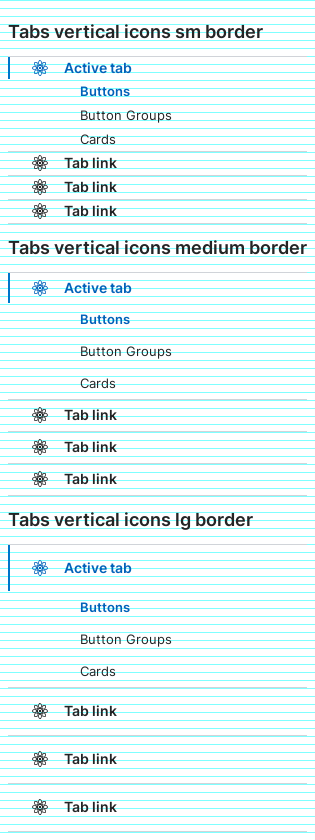 Tabs vertical icons sm border
Active tab
Buttons
Button Groups
Cards
Tab link
Tab link
Tab link
Tabs vertical icons medium border
Active tab
Buttons
Button Groups
Cards
Tab link
Tab link
Tab link
Tabs vertical icons lg border
Active tab
Buttons
Button Groups
Cards
Tab link
Tab link
Tab link